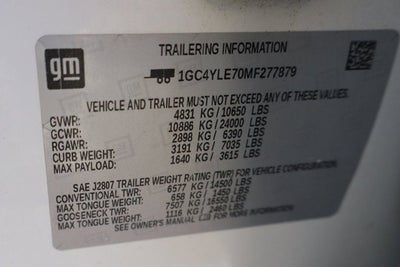 gm
TRAILERING INFORMATION
1GC4YLE70MF277879
VEHICLE AND TRAILER MUST NOT EXCEED ANY OF THESE VALUES.
GVWR: 4831 KG/10650 LBS
GCWR: 10886 KG/24000 LBS
RGAWR: 2898 KG/ 6390 LBS
CURB WEIGHT: 3191 KG/ 7035 LBS
MAX PAYLOAD: 1640 KG/ 3615 LBS
SAE J2807 TRAILER WEIGHT RATING (TWR) FOR VEHICLE CONFIGURATION.
CONVENTIONAL TWR: 6577 KG/14500 LBS
MAX TONGUE WEIGHT: 658 KG/ 1450 LBS
GOOSENECK TWR: 7507 KG/16550 LBS
MAX TONGUE WEIGHT: 1116 KG/ 2460 LBS
SEE OWNER'S MANUAL FOR